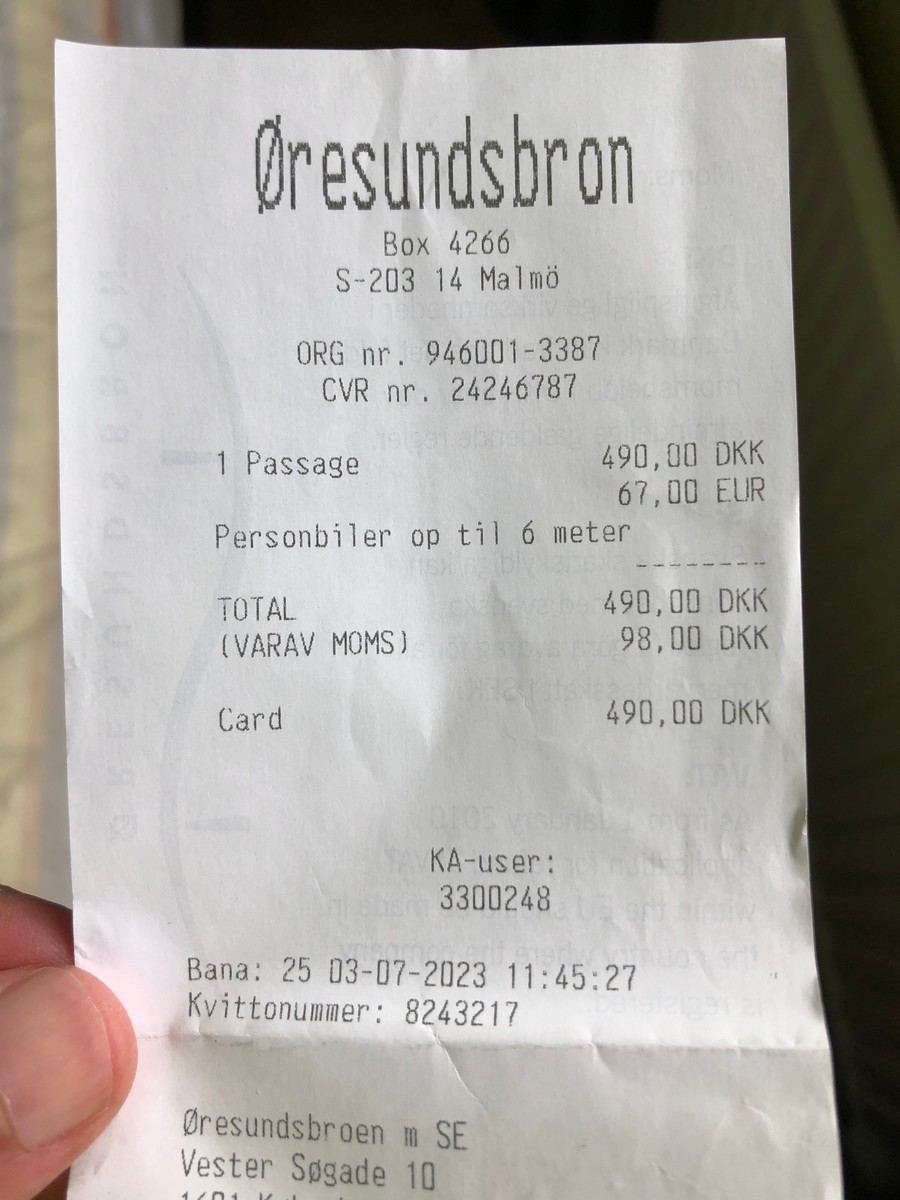 Øresundsbron
Box 4266
S-203 14 Malmö
ORG nr. 946001-3387
CVR nr. 24246787
1 Passage 490,00 DKK
67,00 EUR
Personbiler op til 6 meter
--------
TOTAL 490,00 DKK
(VARAV MOMS) 98,00 DKK
Card 490,00 DKK
KA-user:
3300248
Bana: 25 03-07-2023 11:45:27
Kvittonummer: 8243217
Øresundsbroen m SE
Vester Søgade 10